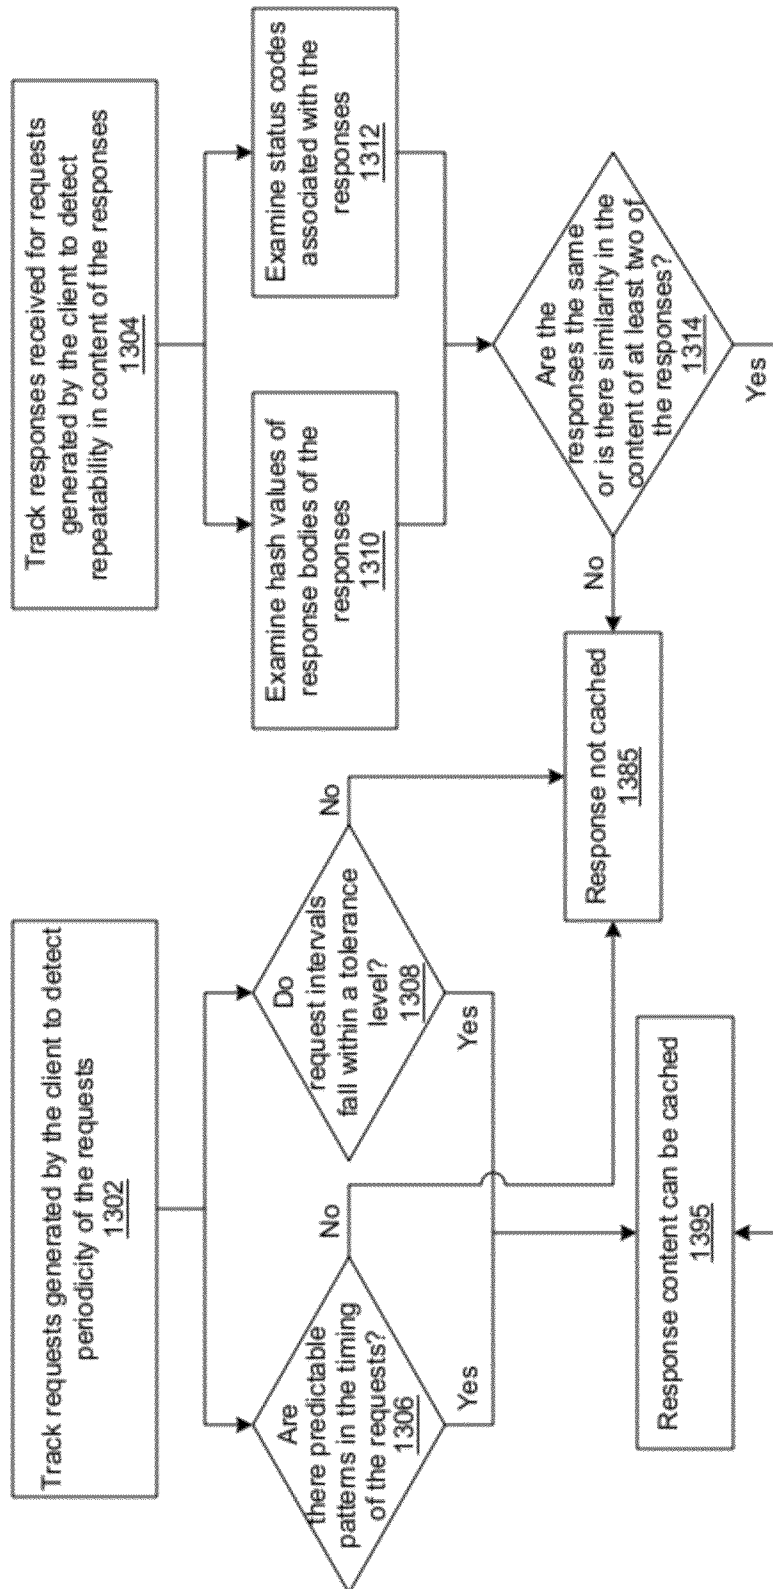 Track requests generated by the client to detect
periodicity of the requests
1302
Track responses received for requests
generated by the client to detect
repeatability in content of the responses
1304
Are
there predictable
patterns in the timing
of the requests?
1306
No
Yes
Do
request intervals
fall within a tolerance
level?
1308
No
Yes
Examine hash values of
response bodies of the
responses
1310
Examine status codes
associated with the
responses
1312
Are the
responses the same
or is there similarity in the
content of at least two of
the responses?
1314
No
Yes
Response not cached
1385
Response content can be cached
1395